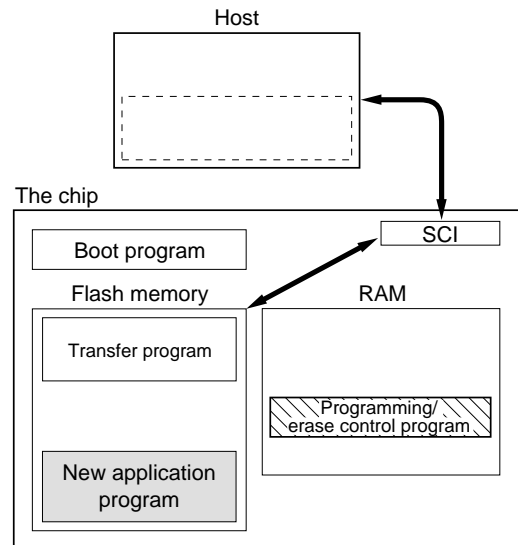 Host
The chip
SCI
Boot program
Flash memory
RAM
Transfer program
Programming/
erase control program
New application
program